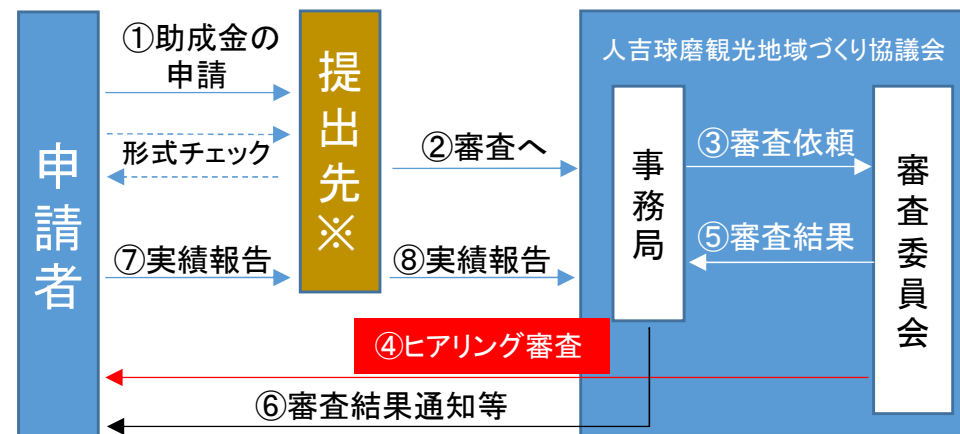 ①助成金の
申請
形式チェック
⑦実績報告
申請者
提出先※
②審査へ
⑧実績報告
人吉球磨観光地域づくり協議会
事務局
③審査依頼
⑤審査結果
審査委員会
④ヒアリング審査
⑥審査結果通知等